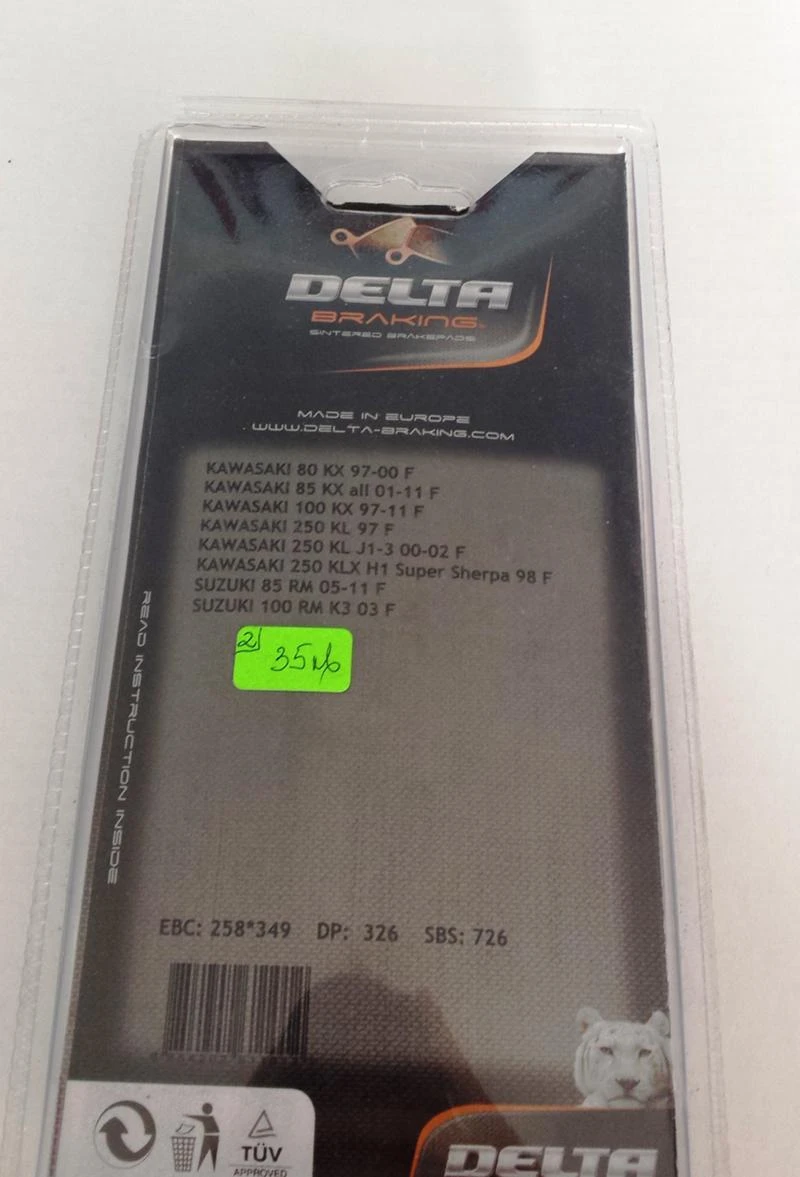 DELTA
BRAKING
SINTERED BRAKEPADS
MADE IN EUROPE
WWW.DELTA-BRAKING.COM
KAWASAKI 80 KX 97-00 F
KAWASAKI 85 KX all 01-11 F
KAWASAKI 100 KX 97-11 F
KAWASAKI 250 KL 97 F
KAWASAKI 250 KL J1-3 00-02 F
KAWASAKI 250 KLX H1 Super Sherpa 98 F
SUZUKI 85 RM 05-11 F
SUZUKI 100 RM K3 03 F
2)
READ INSTRUCTION INSIDE
EBC: 258*349 DP: 326 SBS: 726
TÜV
APPROVED
DELTA